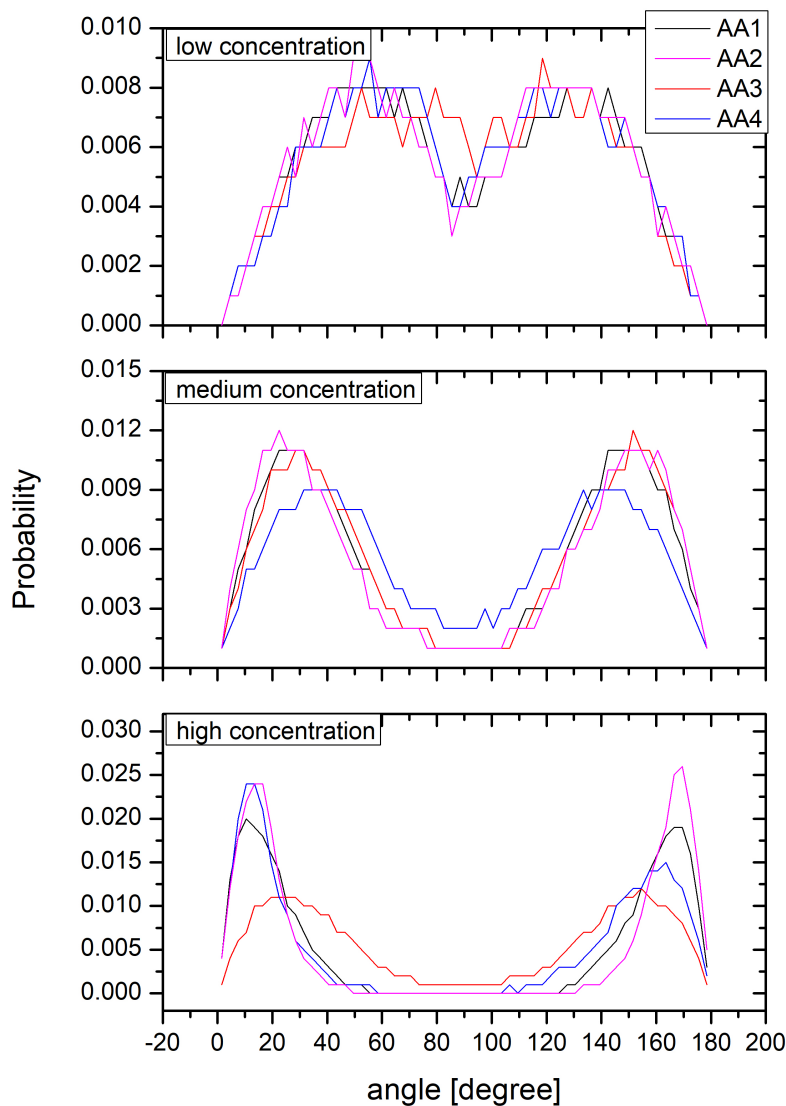 0.010
low concentration
AA1
AA2
AA3
AA4
0.008
0.006
0.004
0.002
0.000
0.015
medium concentration
0.012
0.009
0.006
0.003
0.000
Probability
0.030
high concentration
0.025
0.020
0.015
0.010
0.005
0.000
-20 0 20 40 60 80 100 120 140 160 180 200
angle [degree]